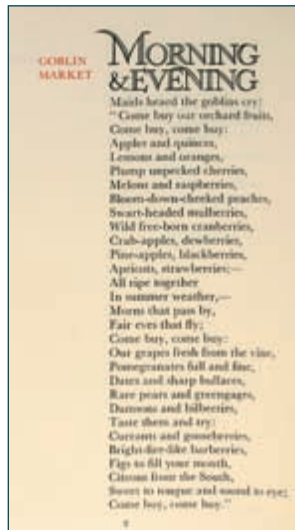 GOBLIN
MARKET
MORNING
& EVENING
Maids heard the goblins cry:
"Come buy our orchard fruits,
Come buy, come buy:
Apples and quinces,
Lemons and oranges,
Plump unpecked cherries,
Melons and raspberries,
Bloom-down-cheeked peaches,
Swart-headed mulberries,
Wild free-born cranberries,
Crab-apples, dewberries,
Pine-apples, blackberries,
Apricots, strawberries;—
All ripe together
In summer weather,—
Morns that pass by,
Fair eves that fly;
Come buy, come buy:
Our grapes fresh from the vine,
Pomegranates full and fine,
Dates and sharp bullaces,
Rare pears and greengages,
Damsons and bilberries,
Taste them and try:
Currants and gooseberries,
Bright-fire-like barberries,
Figs to fill your mouth,
Citrons from the South,
Sweet to tongue and sound to eye;
Come buy, come buy."